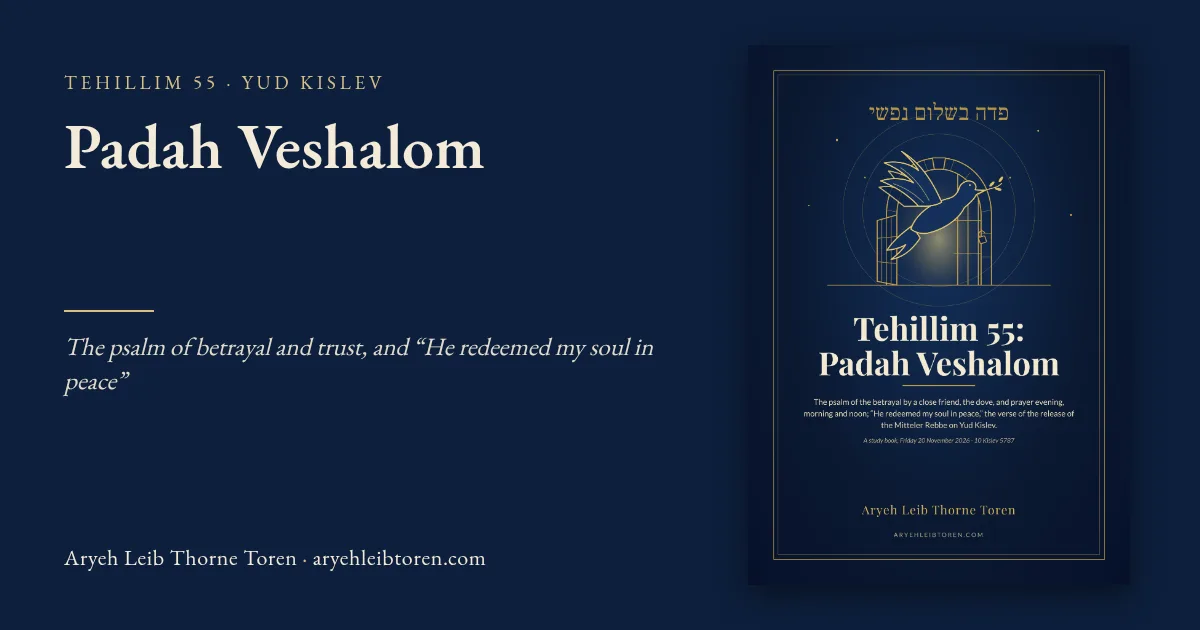 TEHILLIM 55 · YUD KISLEV
Padah Veshalom
The psalm of betrayal and trust, and “He redeemed my soul in
peace”
Aryeh Leib Thorne Toren · aryehleibtoren.com
פדה בשלום נפשי
Tehillim 55:
Padah Veshalom
The psalm of the betrayal by a close friend, the dove, and prayer evening,
morning and noon; “He redeemed my soul in peace,” the verse of the release of
the Mitteler Rebbe on Yud Kislev.
A study book, Friday 20 November 2026 · 10 Kislev 5787
Aryeh Leib Thorne Toren
ARYEHLEIBTOREN.COM